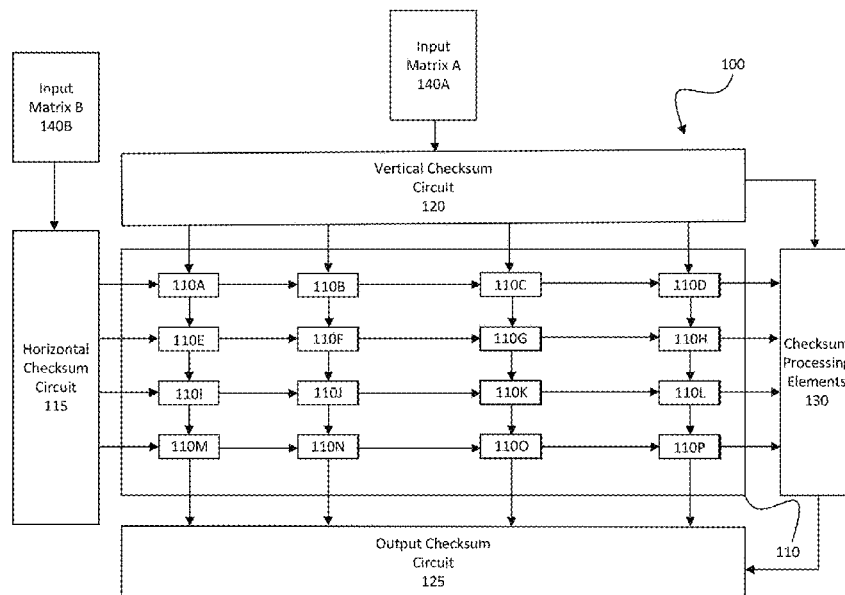 Input
Matrix A
140A
100
Input
Matrix B
140B
Vertical Checksum
Circuit
120
110A
110B
110C
110D
110E
110F
110G
110H
Horizontal
Checksum
Circuit
115
Checksum
Processing
Elements
130
110I
110J
110K
110L
110M
110N
110O
110P
Output Checksum
Circuit
125
110